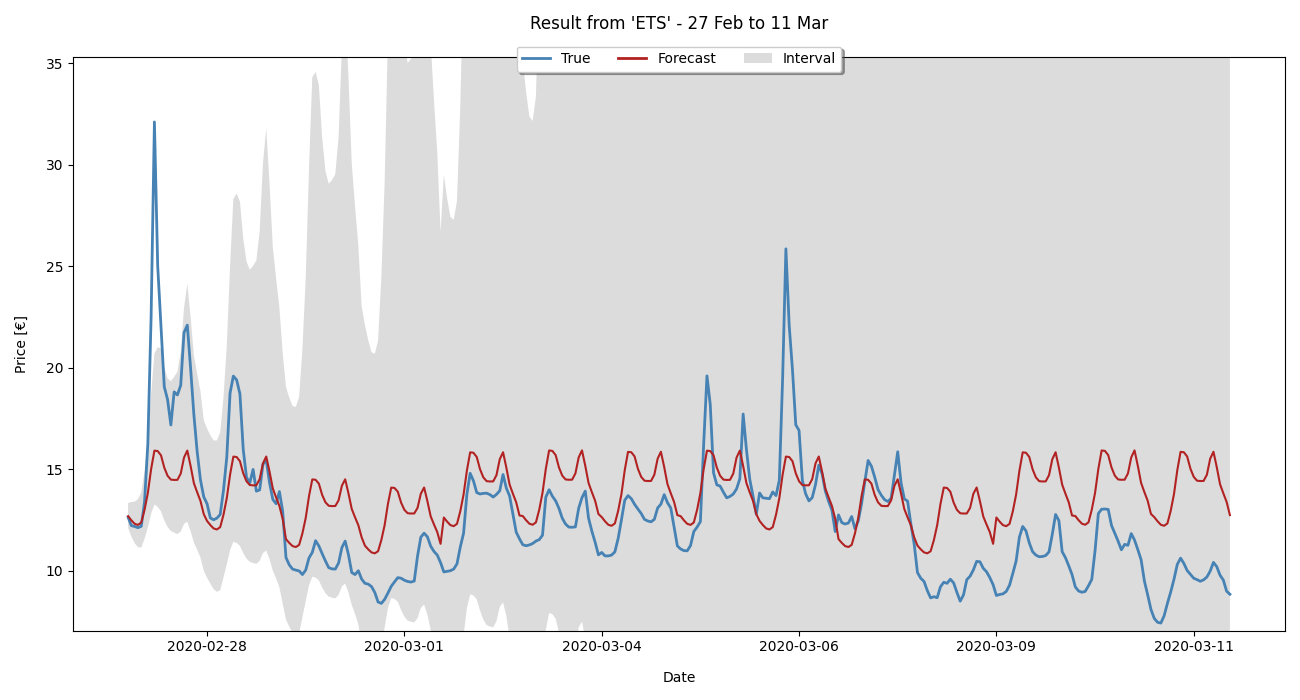 Result from 'ETS' - 27 Feb to 11 Mar
True Forecast Interval
35
30
25
20
15
10
Price [€]
2020-02-28 2020-03-01 2020-03-04 2020-03-06 2020-03-09 2020-03-11
Date